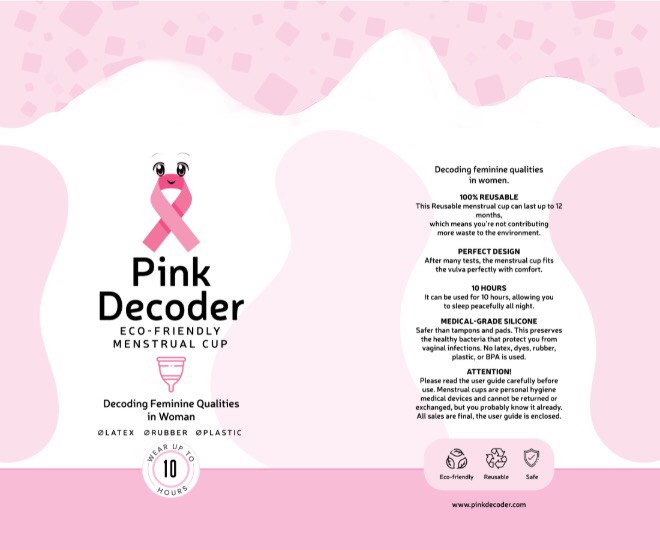 Pink
Decoder
ECO-FRIENDLY
MENSTRUAL CUP
Decoding Feminine Qualities
in Woman
ØLATEX ØRUBBER ØPLASTIC
WEAR UP TO
10
HOURS
Decoding feminine qualities
in women.
100% REUSABLE
This Reusable menstrual cup can last up to 12
months,
which means you're not contributing
more waste to the environment.
PERFECT DESIGN
After many tests, the menstrual cup fits
the vulva perfectly with comfort.
10 HOURS
It can be used for 10 hours, allowing you
to sleep peacefully all night.
MEDICAL-GRADE SILICONE
Safer than tampons and pads. This preserves
the healthy bacteria that protect you from
vaginal infections. No latex, dyes, rubber,
plastic, or BPA is used.
ATTENTION!
Please read the user guide carefully before
use. Menstrual cups are personal hygiene
medical devices and cannot be returned or
exchanged, but you probably know it already.
All sales are final, the user guide is enclosed.
Eco-friendly Reusable Safe
www.pinkdecoder.com